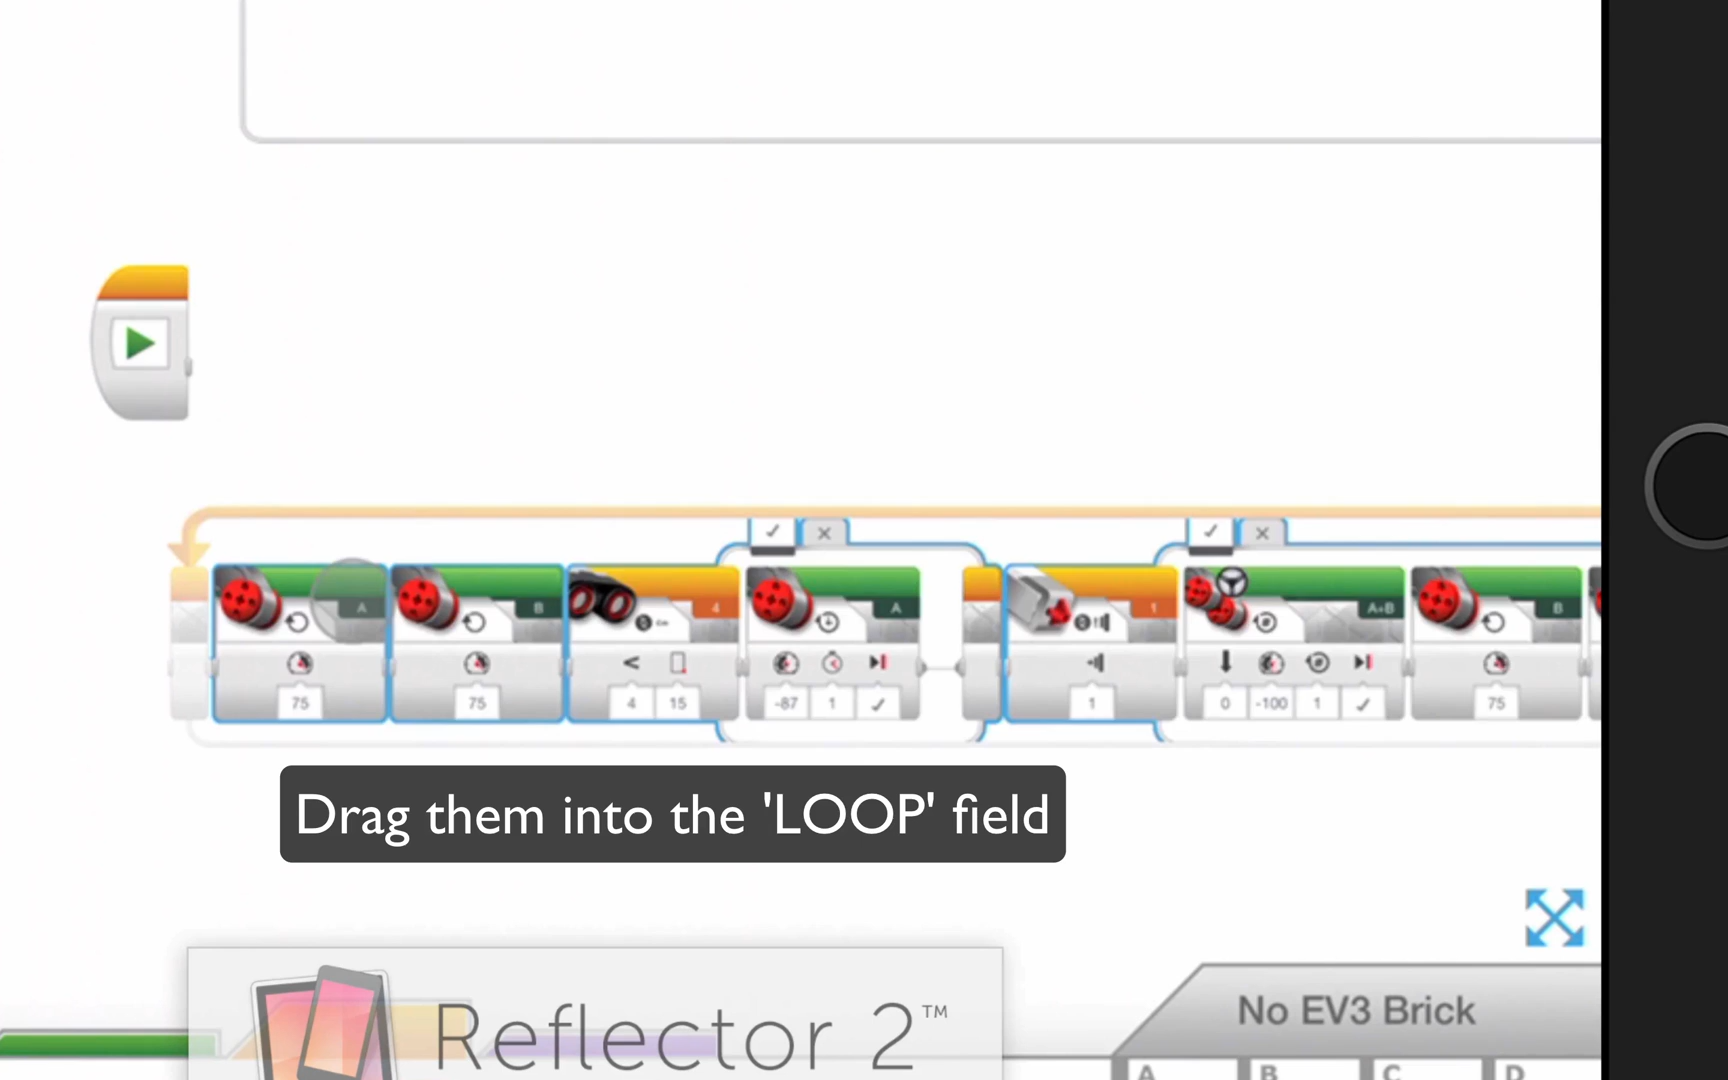 A
B
4
A
1
A+B
B
75
75
4 15
-87 1
1
0 -100 1
75
Drag them into the 'LOOP' field
Reflector 2™
No EV3 Brick
A B C D